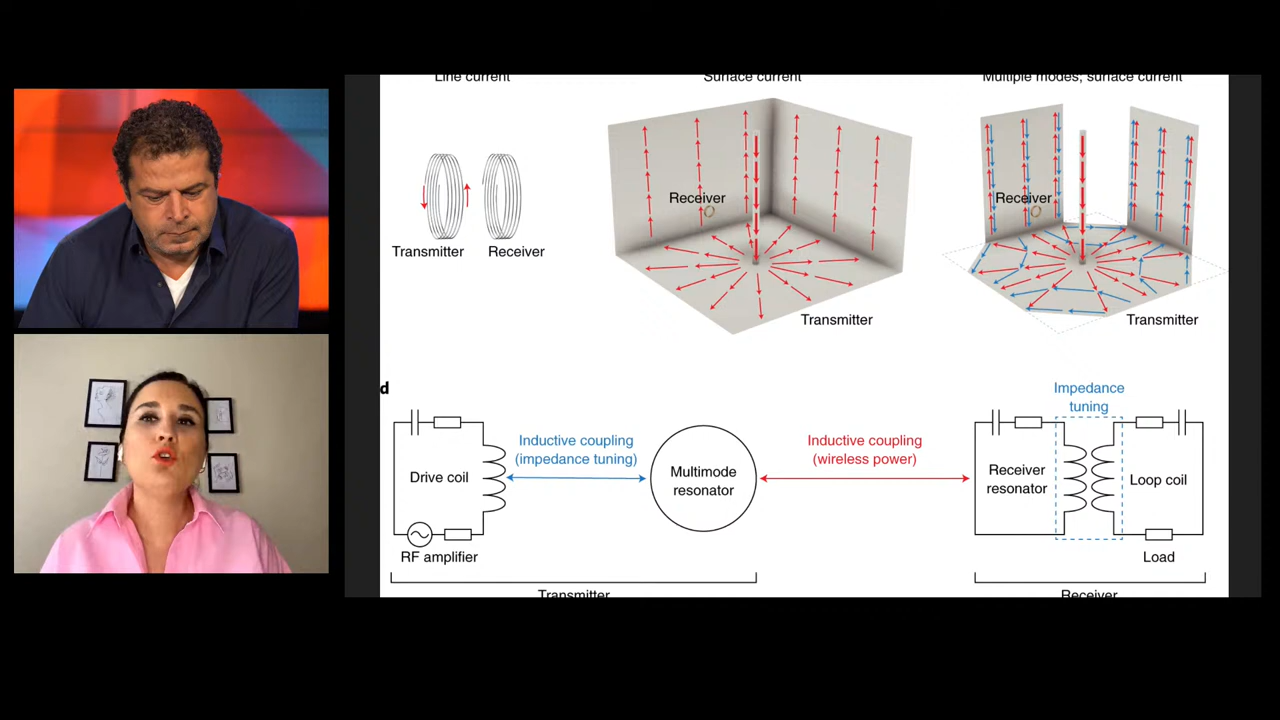 Line current
Surface current
Multiple modes; surface current
Receiver
Receiver
Transmitter
Receiver
Transmitter
Transmitter
d
Impedance
tuning
Inductive coupling
(impedance tuning)
Inductive coupling
(wireless power)
Drive coil
Multimode
resonator
Receiver
resonator
Loop coil
RF amplifier
Load
Transmitter
Receiver